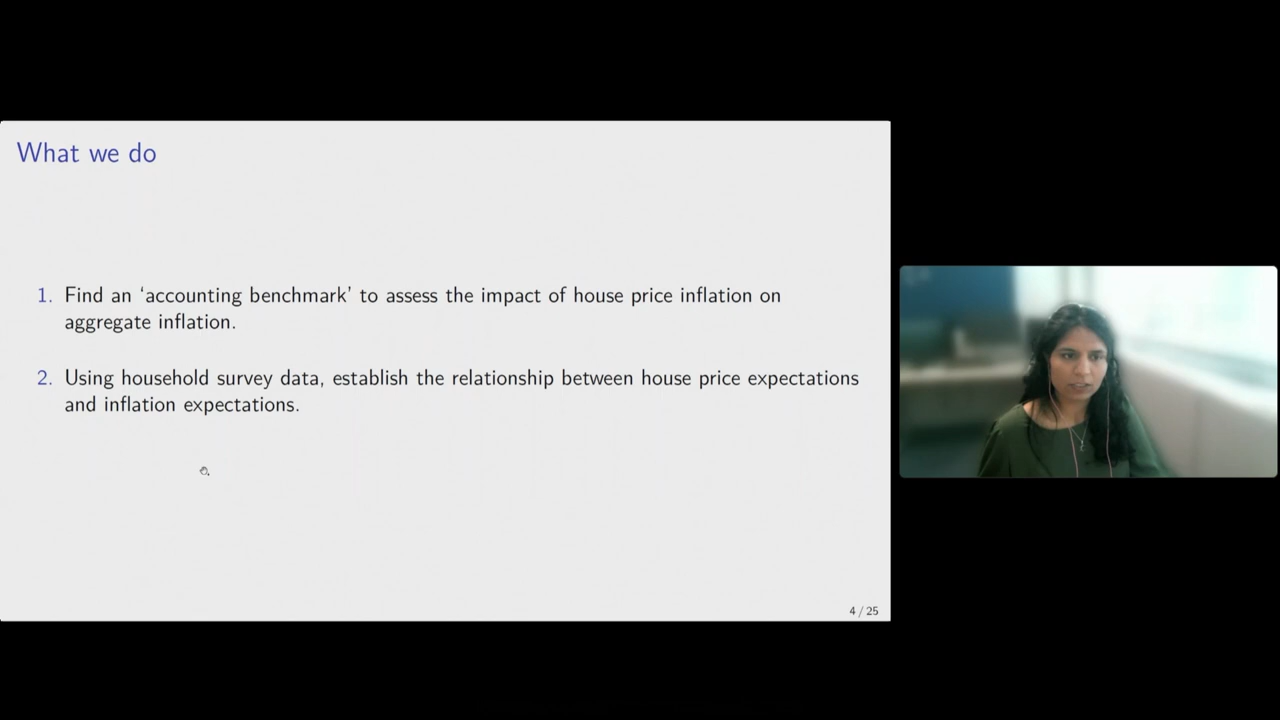 What we do
1. Find an ‘accounting benchmark’ to assess the impact of house price inflation on
aggregate inflation.
2. Using household survey data, establish the relationship between house price expectations
and inflation expectations.
4 / 25